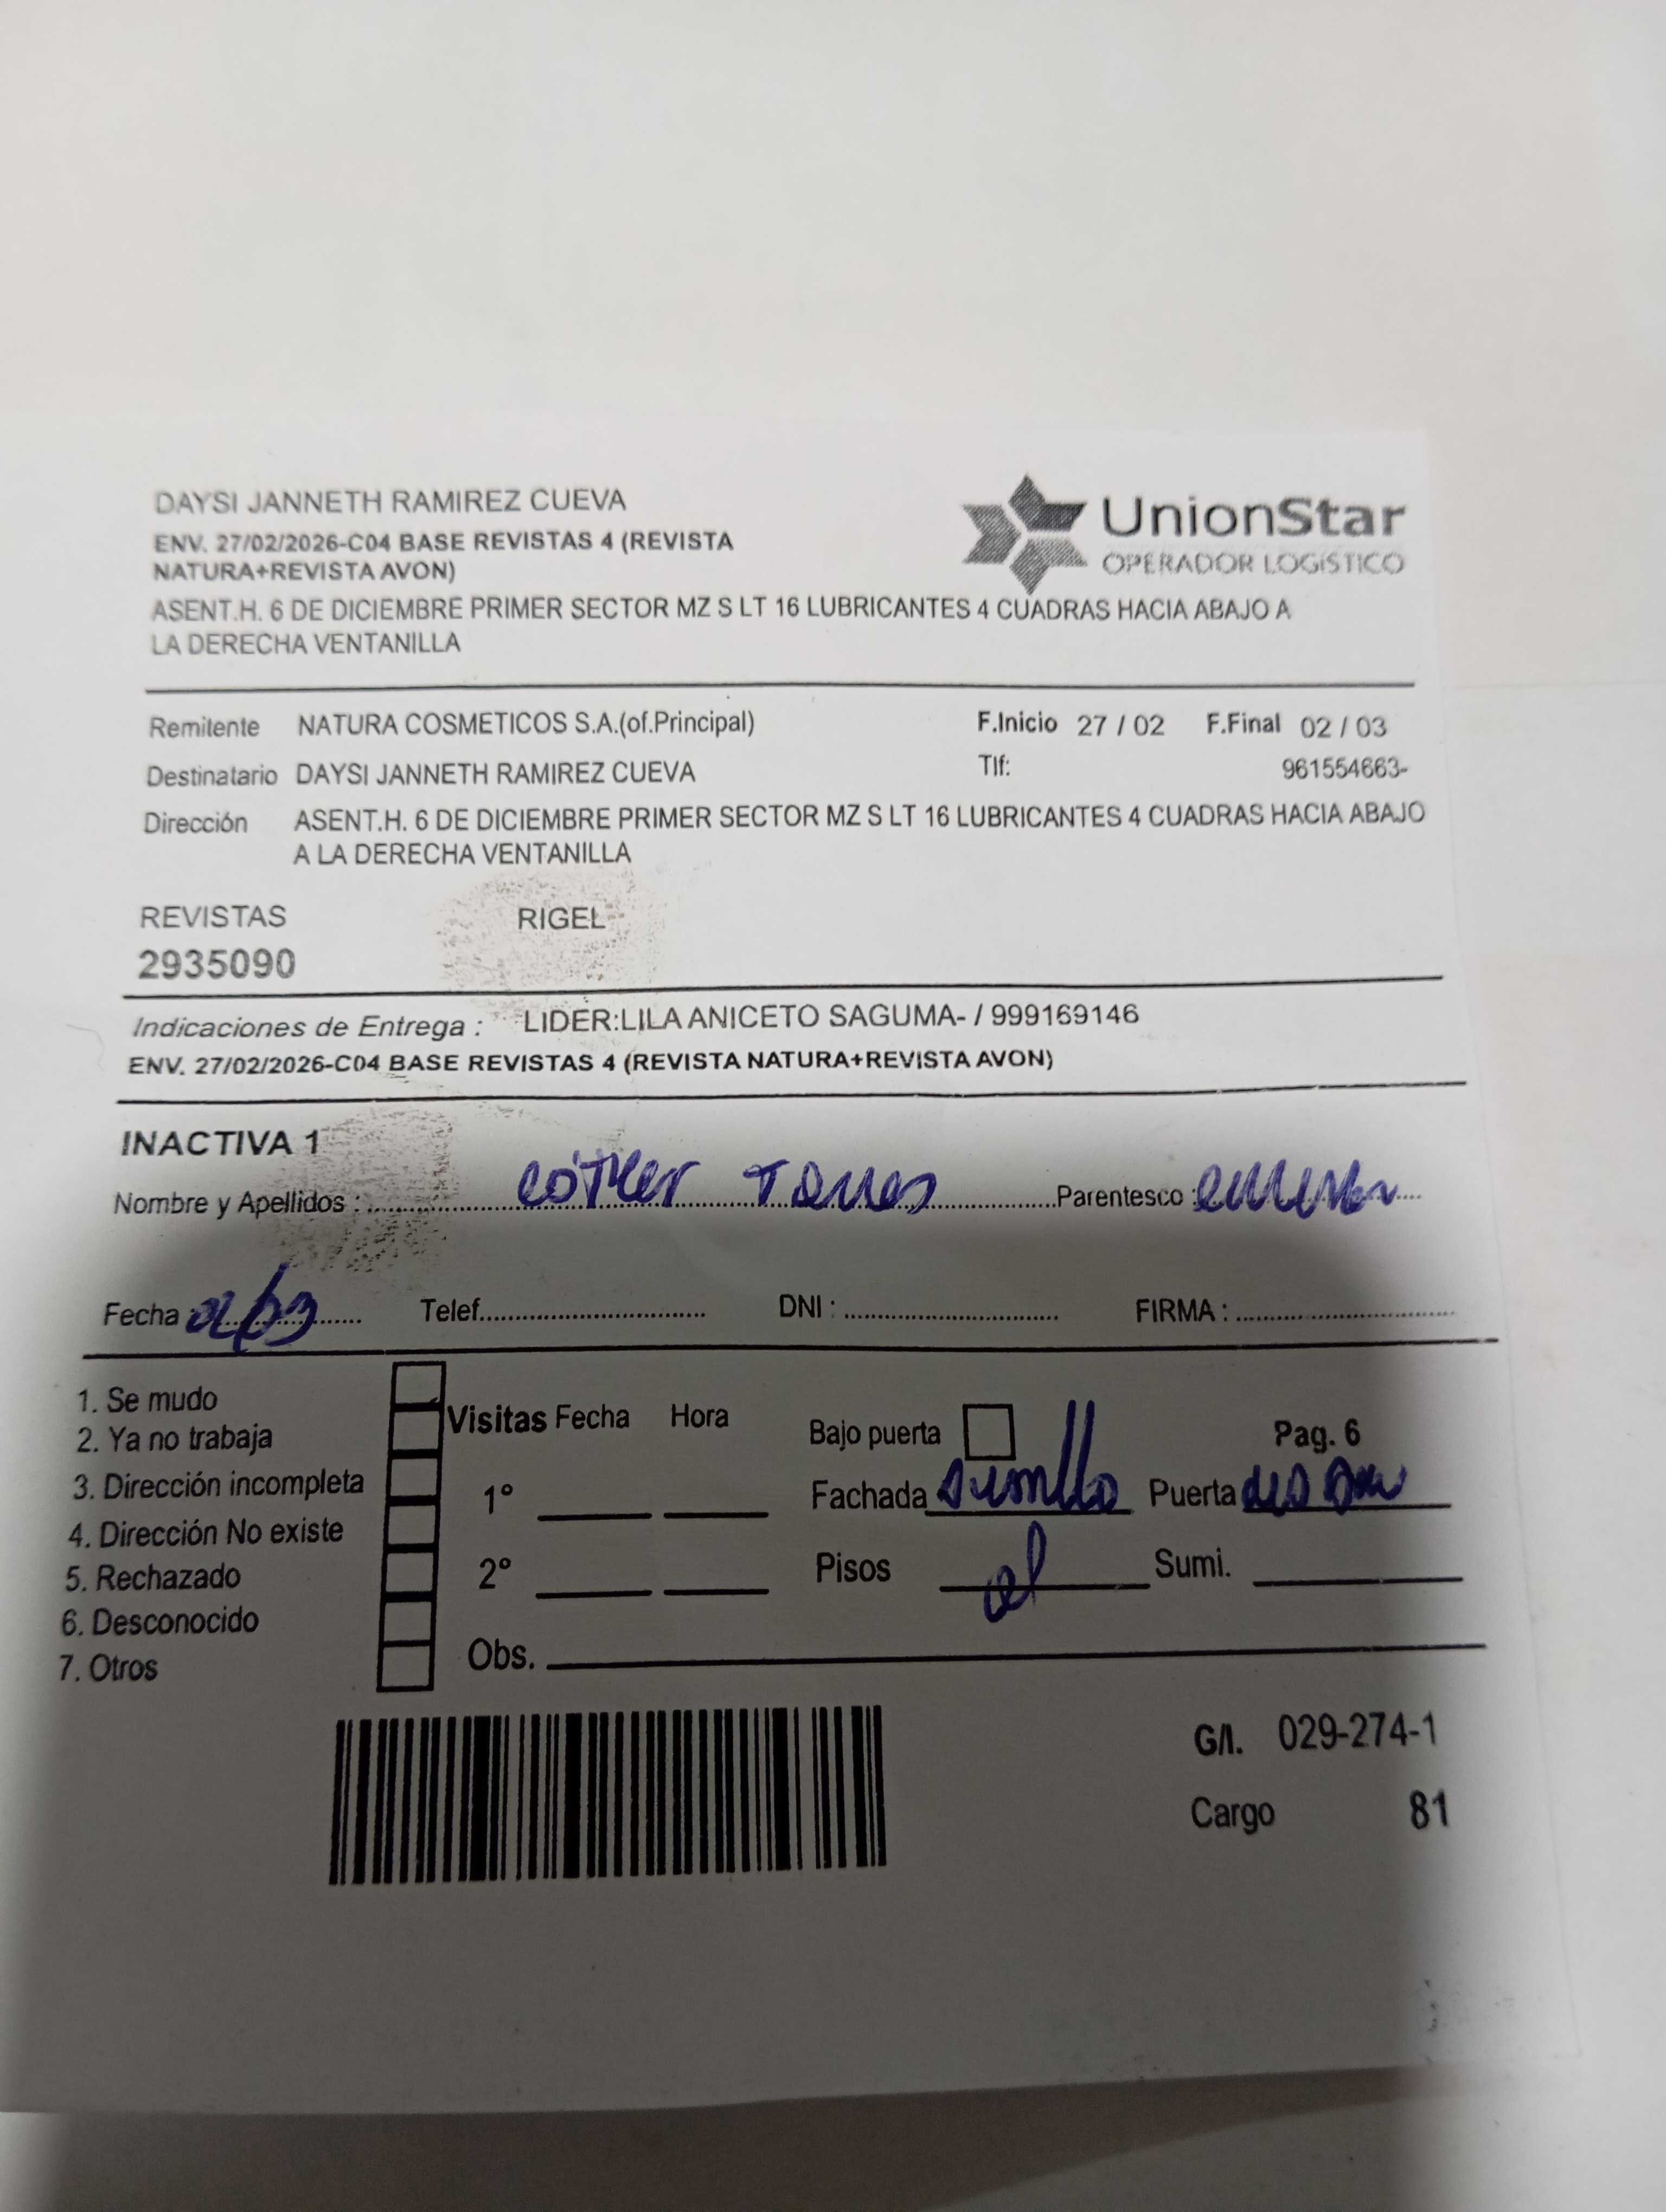 DAYSI JANNETH RAMIREZ CUEVA
UnionStar
OPERADOR LOGÍSTICO
ENV. 27/02/2026-C04 BASE REVISTAS 4 (REVISTA
NATURA+REVISTA AVON)
ASENT.H. 6 DE DICIEMBRE PRIMER SECTOR MZ S LT 16 LUBRICANTES 4 CUADRAS HACIA ABAJO A
LA DERECHA VENTANILLA
Remitente NATURA COSMETICOS S.A.(of.Principal) F.Inicio 27 / 02 F.Final 02 / 03
Destinatario DAYSI JANNETH RAMIREZ CUEVA Tlf: 961554663-
Dirección ASENT.H. 6 DE DICIEMBRE PRIMER SECTOR MZ S LT 16 LUBRICANTES 4 CUADRAS HACIA ABAJO
A LA DERECHA VENTANILLA
REVISTAS RIGEL
2935090
Indicaciones de Entrega : LIDER:LILA ANICETO SAGUMA- / 999169146
ENV. 27/02/2026-C04 BASE REVISTAS 4 (REVISTA NATURA+REVISTA AVON)
INACTIVA 1
Nombre y Apellidos : Parentesco :
Fecha Telef. DNI : FIRMA :
1. Se mudo
2. Ya no trabaja
3. Dirección incompleta
4. Dirección No existe
5. Rechazado
6. Desconocido
7. Otros
Visitas Fecha Hora
1°
2°
Obs.
Bajo puerta Pag. 6
Fachada Puerta
Pisos Sumi.
G/I. 029-274-1
Cargo 81